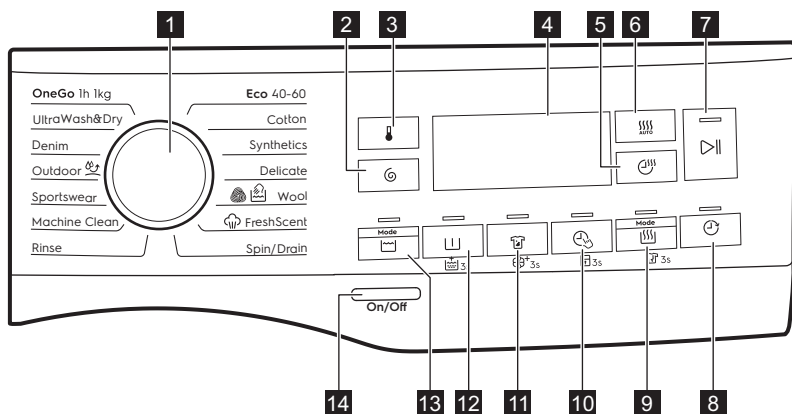 1 2 3 4 5 6 7
OneGo 1h 1kg
Eco 40-60
UltraWash&Dry
Cotton
Denim
Synthetics
Outdoor
Delicate
Sportswear
Wool
Machine Clean
FreshScent
Rinse
Spin/Drain
AUTO
Mode
Mode
3
3s
3s
3s
On/Off
14 13 12 11 10 9 8